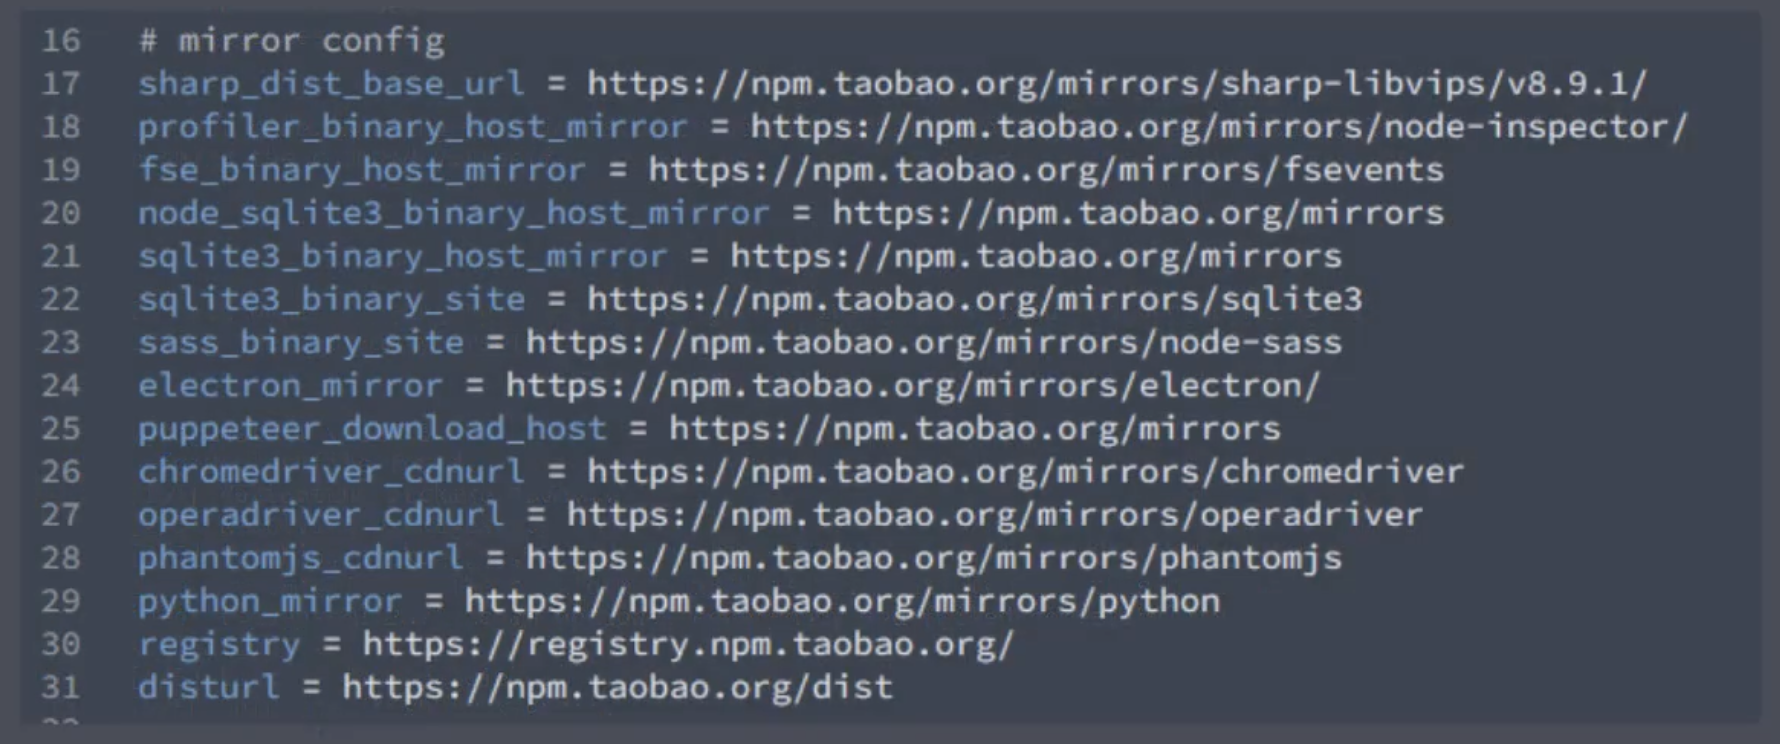 16 # mirror config
17 sharp_dist_base_url = https://npm.taobao.org/mirrors/sharp-libvips/v8.9.1/
18 profiler_binary_host_mirror = https://npm.taobao.org/mirrors/node-inspector/
19 fse_binary_host_mirror = https://npm.taobao.org/mirrors/fsevents
20 node_sqlite3_binary_host_mirror = https://npm.taobao.org/mirrors
21 sqlite3_binary_host_mirror = https://npm.taobao.org/mirrors
22 sqlite3_binary_site = https://npm.taobao.org/mirrors/sqlite3
23 sass_binary_site = https://npm.taobao.org/mirrors/node-sass
24 electron_mirror = https://npm.taobao.org/mirrors/electron/
25 puppeteer_download_host = https://npm.taobao.org/mirrors
26 chromedriver_cdnurl = https://npm.taobao.org/mirrors/chromedriver
27 operadriver_cdnurl = https://npm.taobao.org/mirrors/operadriver
28 phantomjs_cdnurl = https://npm.taobao.org/mirrors/phantomjs
29 python_mirror = https://npm.taobao.org/mirrors/python
30 registry = https://registry.npm.taobao.org/
31 disturl = https://npm.taobao.org/dist